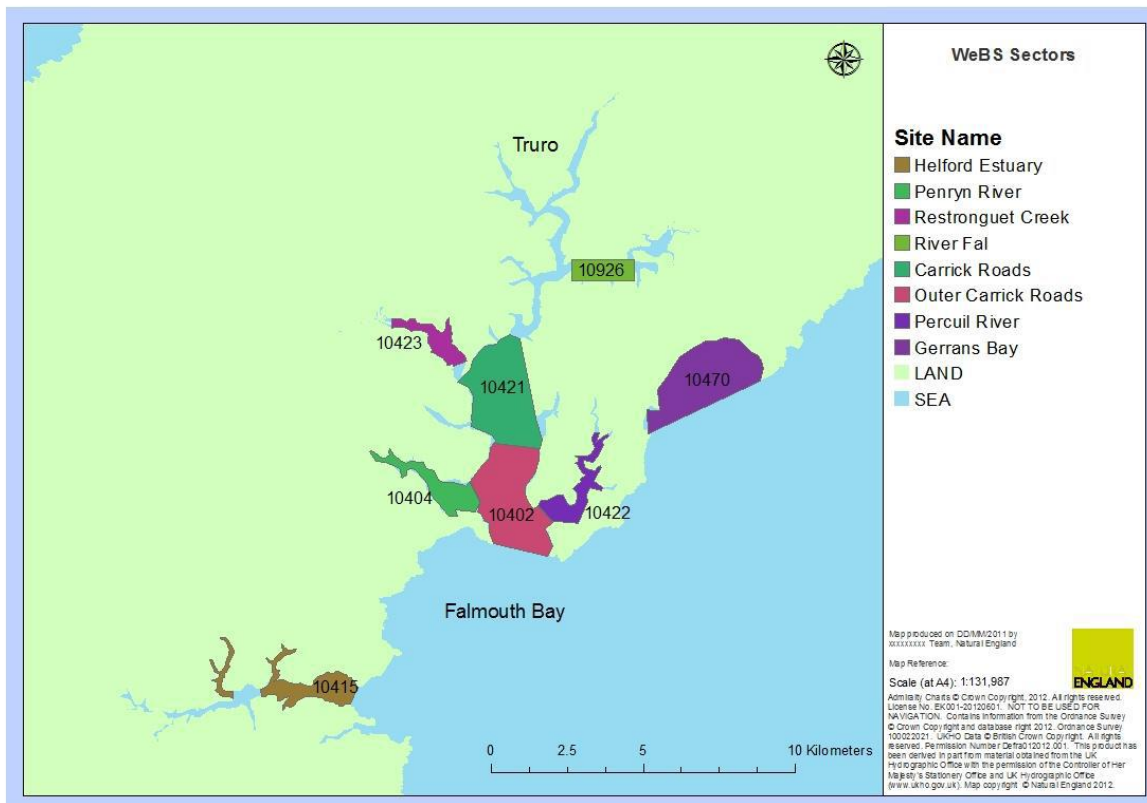 WeBS Sectors
Site Name
Helford Estuary
Penryn River
Restronguet Creek
River Fal
Carrick Roads
Outer Carrick Roads
Percuil River
Gerrans Bay
LAND
SEA
Truro
10926
10423
10421
10470
10404
10402
10422
Falmouth Bay
10415
0 2.5 5 10 Kilometers
Map produced on DD/MM/2011 by
xxxxxxxxx Team, Natural England
Map Reference:
Scale (at A4): 1:131,987
ENGLAND
Admiralty Charts © Crown Copyright, 2012. All rights reserved.
License No. EK001-20120601. NOT TO BE USED FOR
NAVIGATION. Contains information from the Ordnance Survey
© Crown Copyright and database right 2012. Ordnance Survey
100022021. UKHO Data © British Crown Copyright. All rights
reserved. Permission Number Defra012012.001. This product has
been derived in part from material obtained from the UK
Hydrographic Office with the permission of the Controller of Her
Majesty's Stationery Office and UK Hydrographic Office
(www.ukho.gov.uk). Map copyright © Natural England 2012.